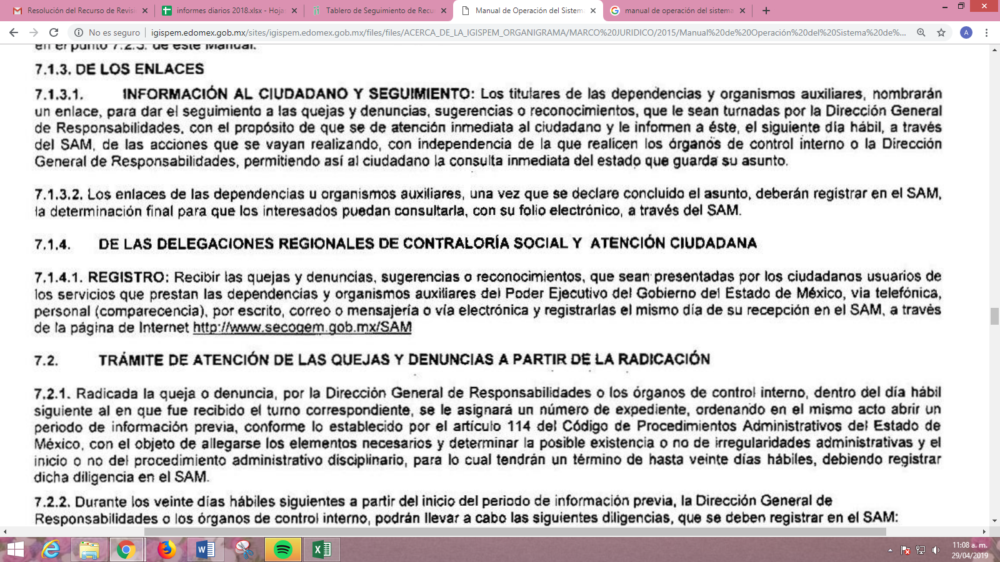 Resolución del Recurso de Revisi
informes diarios 2018.xlsx - Hoja
Tablero de Seguimiento de Recu
Manual de Operación del Sistema
manual de operación del sistema
No es seguro | igispem.edomex.gob.mx/sites/igispem.edomex.gob.mx/files/files/ACERCA_DE_LA_IGISPEM_ORGANIGRAMA/MARCO%20JURIDICO/2015/Manual%20de%20Operación%20del%20Sistema%20de%...
A
en el punto 7.2.3. de este Manual.
7.1.3. DE LOS ENLACES
7.1.3.1. INFORMACIÓN AL CIUDADANO Y SEGUIMIENTO: Los titulares de las dependencias y organismos auxiliares, nombrarán
un enlace, para dar el seguimiento a las quejas y denuncias, sugerencias o reconocimientos, que le sean turnadas por la Dirección General
de Responsabilidades, con el propósito de que se de atención inmediata al ciudadano y le informen a éste, el siguiente día hábil, a través
del SAM, de las acciones que se vayan realizando, con independencia de la que realicen los órganos de control interno o la Dirección
General de Responsabilidades, permitiendo así al ciudadano la consulta inmediata del estado que guarda su asunto.
7.1.3.2. Los enlaces de las dependencias u organismos auxiliares, una vez que se declare concluido el asunto, deberán registrar en el SAM,
la determinación final para que los interesados puedan consultarla, con su folio electrónico, a través del SAM.
7.1.4. DE LAS DELEGACIONES REGIONALES DE CONTRALORÍA SOCIAL Y ATENCIÓN CIUDADANA
7.1.4.1. REGISTRO: Recibir las quejas y denuncias, sugerencias o reconocimientos, que sean presentadas por los ciudadanos usuarios de
los servicios que prestan las dependencias y organismos auxiliares del Poder Ejecutivo del Gobierno del Estado de México, via telefónica,
personal (comparecencia), por escrito, correo o mensajería o vía electrónica y registrarlas el mismo día de su recepción en el SAM, a través
de la página de Internet http://www.secogem.gob.mx/SAM
7.2. TRÁMITE DE ATENCIÓN DE LAS QUEJAS Y DENUNCIAS A PARTIR DE LA RADICACIÓN
7.2.1. Radicada la queja o denuncia, por la Dirección General de Responsabilidades o los órganos de control interno, dentro del día hábil
siguiente al en que fue recibido el turno correspondiente, se le asignará un número de expediente, ordenando en el mismo acto abrir un
periodo de información previa, conforme lo establecido por el artículo 114 del Código de Procedimientos Administrativos del Estado de
México, con el objeto de allegarse los elementos necesarios y determinar la posible existencia o no de irregularidades administrativas y el
inicio o no del procedimiento administrativo disciplinario, para lo cual tendrán un término de hasta veinte días hábiles, debiendo registrar
dicha diligencia en el SAM.
7.2.2. Durante los veinte días hábiles siguientes a partir del inicio del periodo de información previa, la Dirección General de
Responsabilidades o los órganos de control interno, podrán llevar a cabo las siguientes diligencias, que se deben registrar en el SAM:
11:08 a. m.
29/04/2019